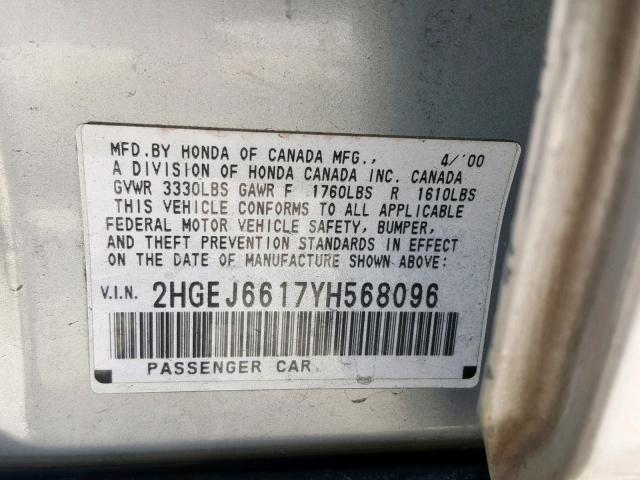 MFD.BY HONDA OF CANADA MFG., 4/'00
A DIVISION OF HONDA CANADA INC. CANADA
GVWR 3330LBS GAWR F 1760LBS R 1610LBS
THIS VEHICLE CONFORMS TO ALL APPLICABLE
FEDERAL MOTOR VEHICLE SAFETY, BUMPER,
AND THEFT PREVENTION STANDARDS IN EFFECT
ON THE DATE OF MANUFACTURE SHOWN ABOVE:
V.I.N. 2HGEJ6617YH568096
PASSENGER CAR